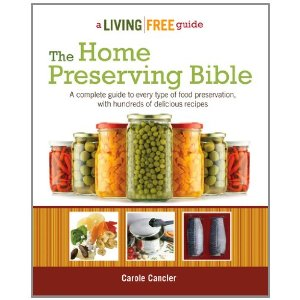 a LIVING FREE guide
The Home
Preserving Bible
A complete guide to every type of food preservation,
with hundreds of delicious recipes
Carole Cancler